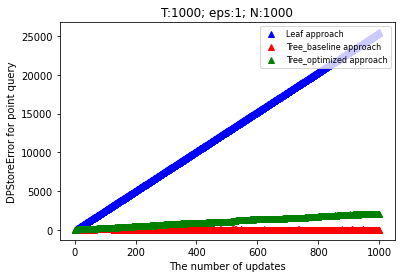 T:1000; eps:1; N:1000
Leaf approach
Tree_baseline approach
Tree_optimized approach
DPStoreError for point query
25000
20000
15000
10000
5000
0
0 200 400 600 800 1000
The number of updates